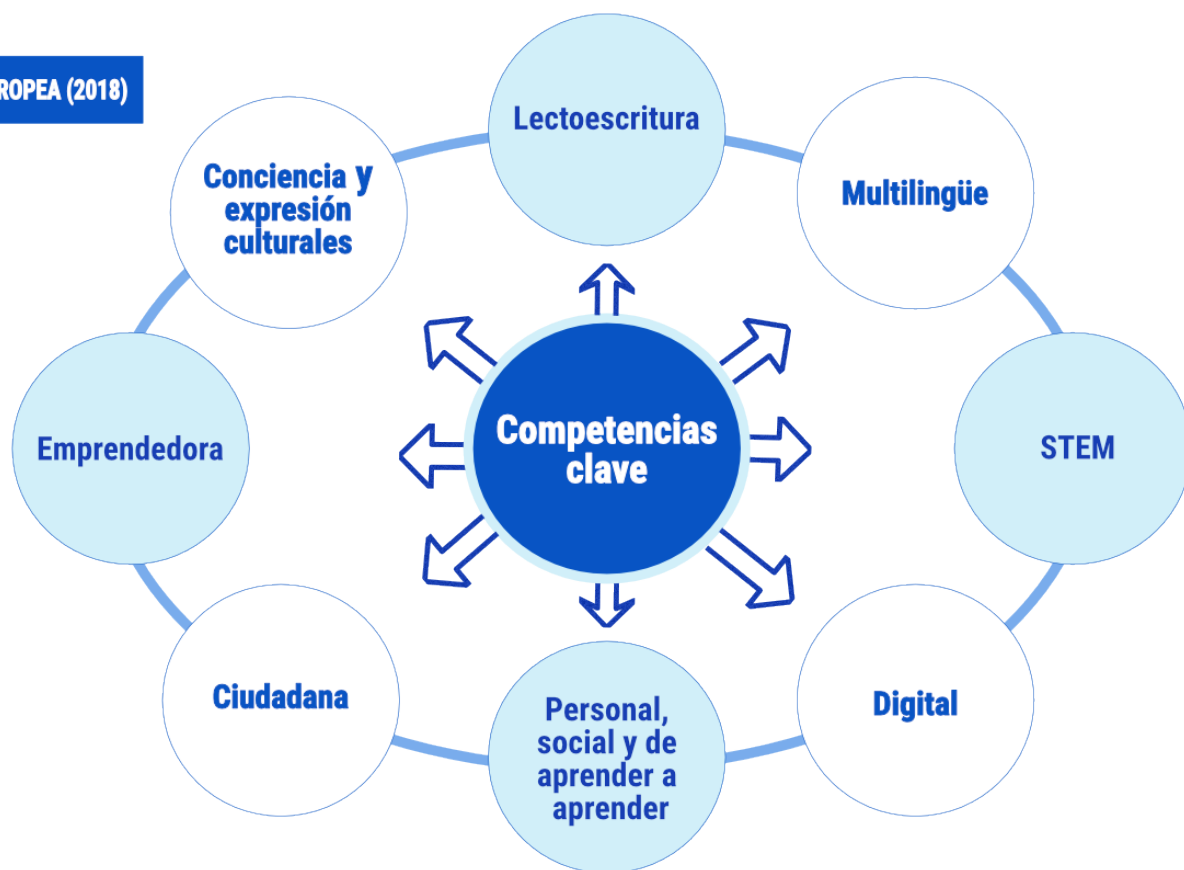 ROPEA (2018)
Lectoescritura
Multilingüe
STEM
Digital
Personal,
social y de
aprender a
aprender
Ciudadana
Emprendedora
Conciencia y
expresión
culturales
Competencias
clave